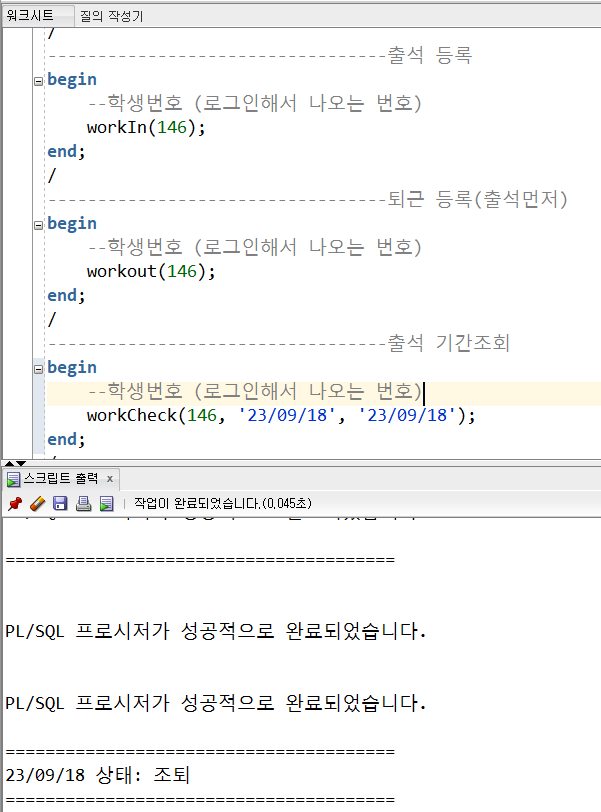 워크시트 질의 작성기
/
----------------------------------출석 등록
begin
--학생번호 (로그인해서 나오는 번호)
workIn(146);
end;
/
----------------------------------퇴근 등록(출석먼저)
begin
--학생번호 (로그인해서 나오는 번호)
workout(146);
end;
/
----------------------------------출석 기간조회
begin
--학생번호 (로그인해서 나오는 번호)
workCheck(146, '23/09/18', '23/09/18');
end;
스크립트 출력 x
작업이 완료되었습니다.(0.045초)
=======================================
PL/SQL 프로시저가 성공적으로 완료되었습니다.
PL/SQL 프로시저가 성공적으로 완료되었습니다.
=======================================
23/09/18 상태: 조퇴
=======================================